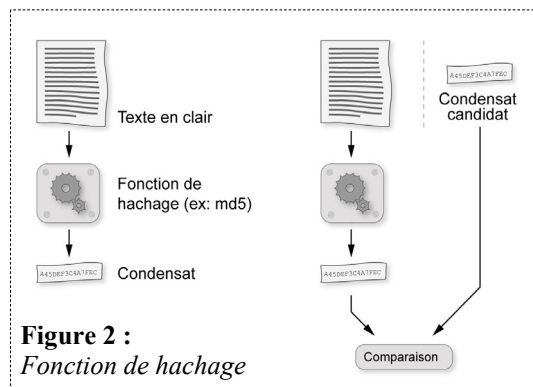 Texte en clair
Fonction de
hachage (ex: md5)
A45DEF3C4A7FEC
Condensat
A45DEF3C4A7FEC
Condensat
candidat
A45DEF3C4A7FEC
Comparaison
Figure 2 :
Fonction de hachage